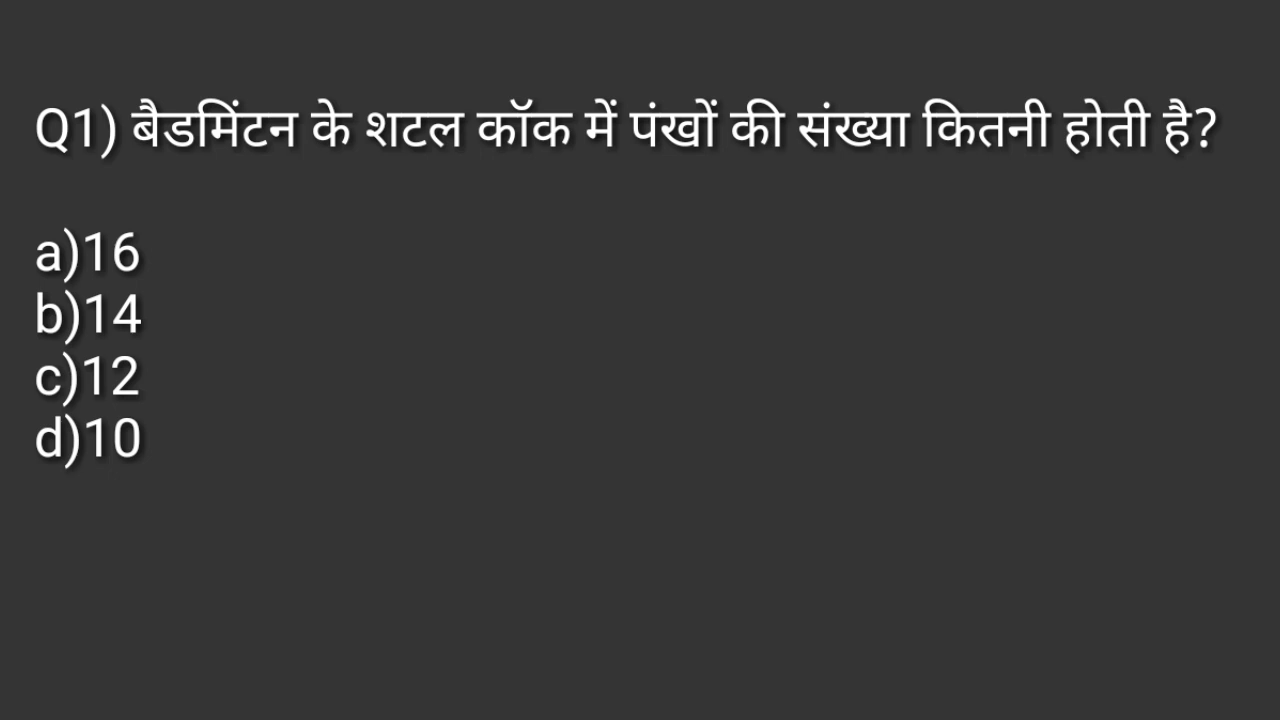 Q1) बैडमिंटन के शटल कॉक में पंखों की संख्या कितनी होती है?
a)16
b)14
c)12
d)10